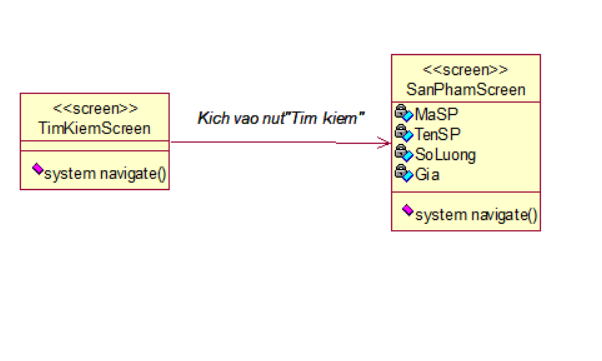 <<screen>>
TimKiemScreen
system navigate()
Kich vao nut"Tim kiem"
<<screen>>
SanPhamScreen
MaSP
TenSP
SoLuong
Gia
system navigate()